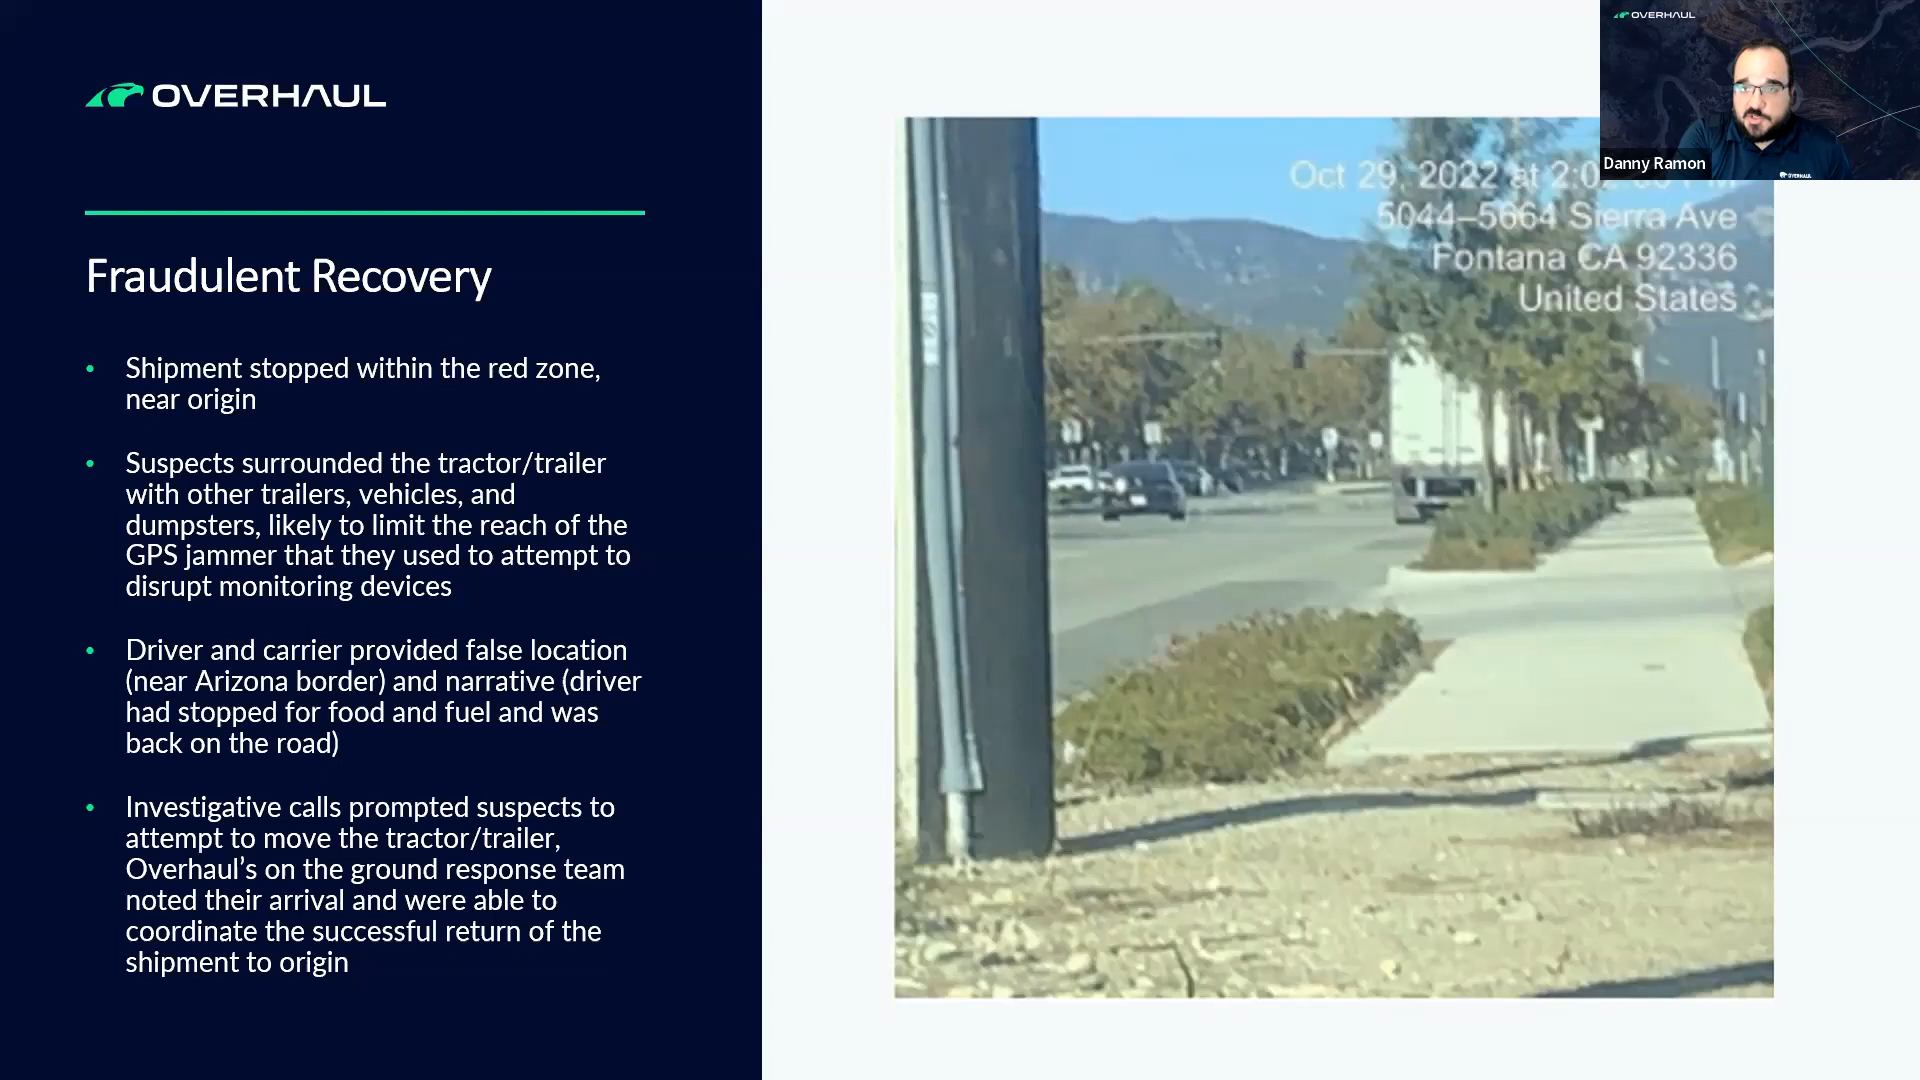 OVERHAUL
Fraudulent Recovery
• Shipment stopped within the red zone,
near origin
• Suspects surrounded the tractor/trailer
with other trailers, vehicles, and
dumpsters, likely to limit the reach of the
GPS jammer that they used to attempt to
disrupt monitoring devices
• Driver and carrier provided false location
(near Arizona border) and narrative (driver
had stopped for food and fuel and was
back on the road)
• Investigative calls prompted suspects to
attempt to move the tractor/trailer,
Overhaul’s on the ground response team
noted their arrival and were able to
coordinate the successful return of the
shipment to origin
Oct 29, 2022 at
5044–5664 Sierra Ave
Fontana CA 92336
United States
OVERHAUL
Danny Ramon
OVERHAUL